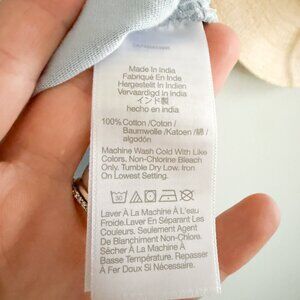 Made In India
Fabriqué En Inde
Hergestellt In Indien
Vervaardigd In India
インド製
hecho en india
100% Cotton /Coton /
Baumwolle /Katoen / 綿 /
algodón
Machine Wash Cold With Like
Colors, Non-Chlorine Bleach
Only. Tumble Dry Low. Iron
On Lowest Setting.
30
Laver À La Machine À L'eau
Froide.Laver En Séparant Les
Couleurs, Seulement Agent
De Blanchiment Non-Chlore.
Sécher À La Machine À
Basse Température. Repasser
À Fer Doux Si Nécessaire.